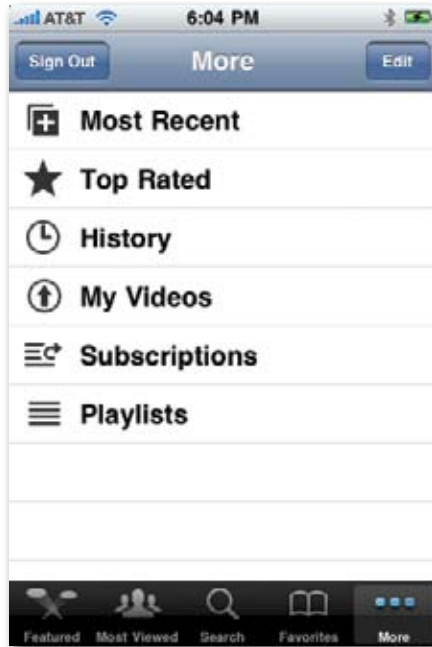 AT&T 6:04 PM
Sign Out More Edit
Most Recent
Top Rated
History
My Videos
Subscriptions
Playlists
Featured Most Viewed Search Favorites More